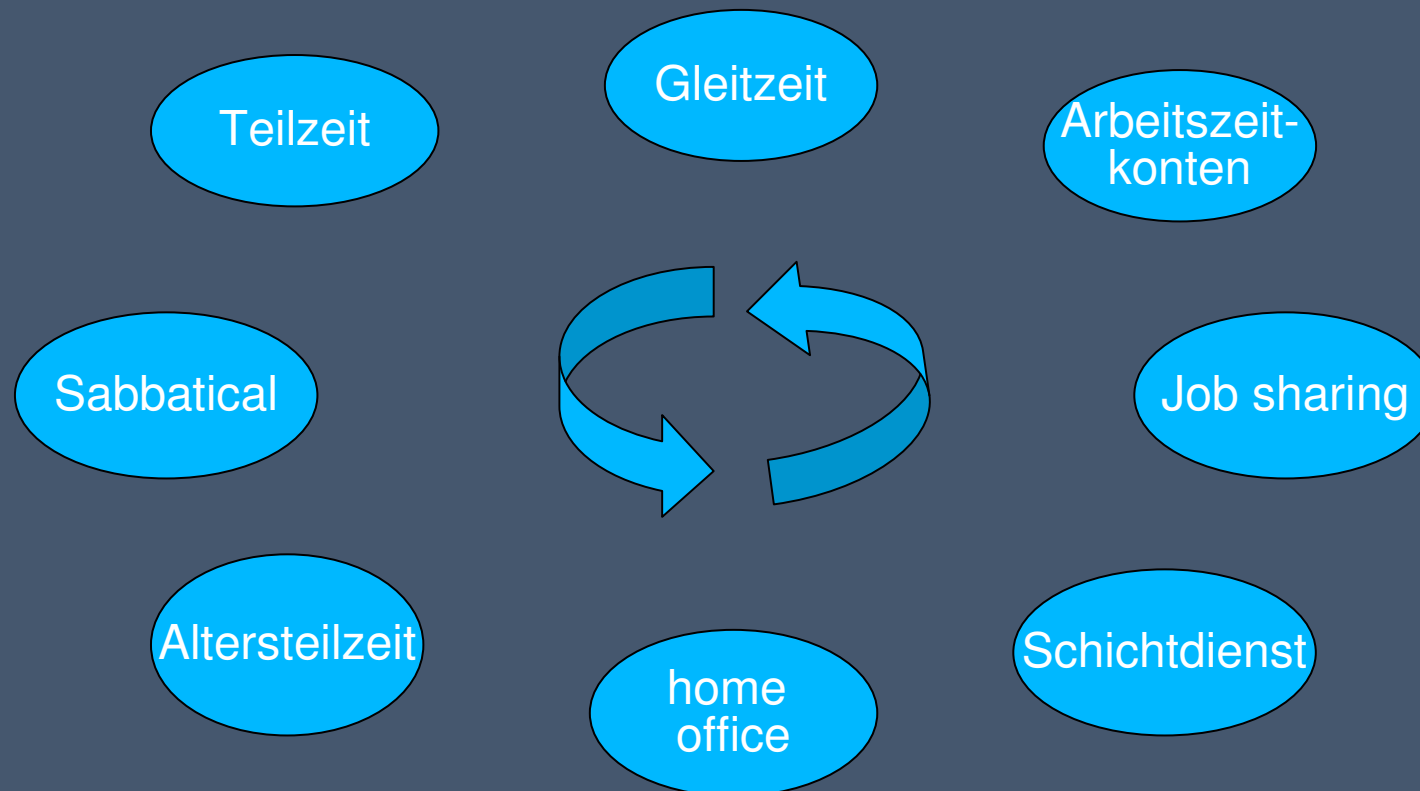 Teilzeit
Gleitzeit
Arbeitszeit-
konten
Sabbatical
Job sharing
Altersteilzeit
home
office
Schichtdienst